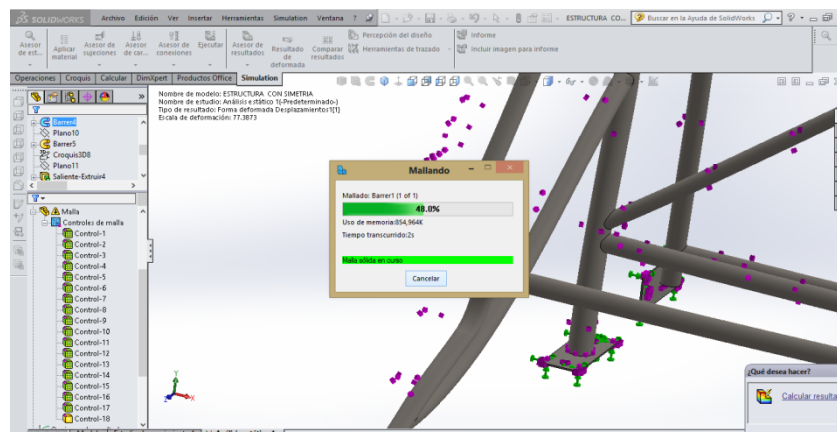 SOLIDWORKS Archivo Edición Ver Insertar Herramientas Simulation Ventana ? ESTRUCTURA CO... Buscar en la Ayuda de SolidWorks
Asesor de est... Aplicar material Asesor de sujeciones Asesor de car... Asesor de conexiones Ejecutar Asesor de resultados Resultado de deformada Comparar resultados
Percepción del diseño Informe
Herramientas de trazado Incluir imagen para informe
Operaciones Croquis Calcular DimXpert Productos Office Simulation
Nombre de modelo: ESTRUCTURA CON SIMETRIA
Nombre de estudio: Análisis estático 1(-Predeterminado-)
Tipo de resultado: Forma deformada Desplazamientos1{1}
Escala de deformación: 77.3873
Barrer4
Plano10
Barrer5
Croquis3D8
Plano11
Saliente-Extruir4
Malla
Controles de malla
Control-1
Control-2
Control-3
Control-4
Control-5
Control-6
Control-7
Control-8
Control-9
Control-10
Control-11
Control-12
Control-13
Control-14
Control-15
Control-16
Control-17
Control-18
Mallando
Mallado: Barrer1 (1 of 1)
48.0%
Uso de memoria:854,964K
Tiempo transcurrido:2s
Malla sólida en curso
Cancelar
¿Qué desea hacer?
Calcular resulta